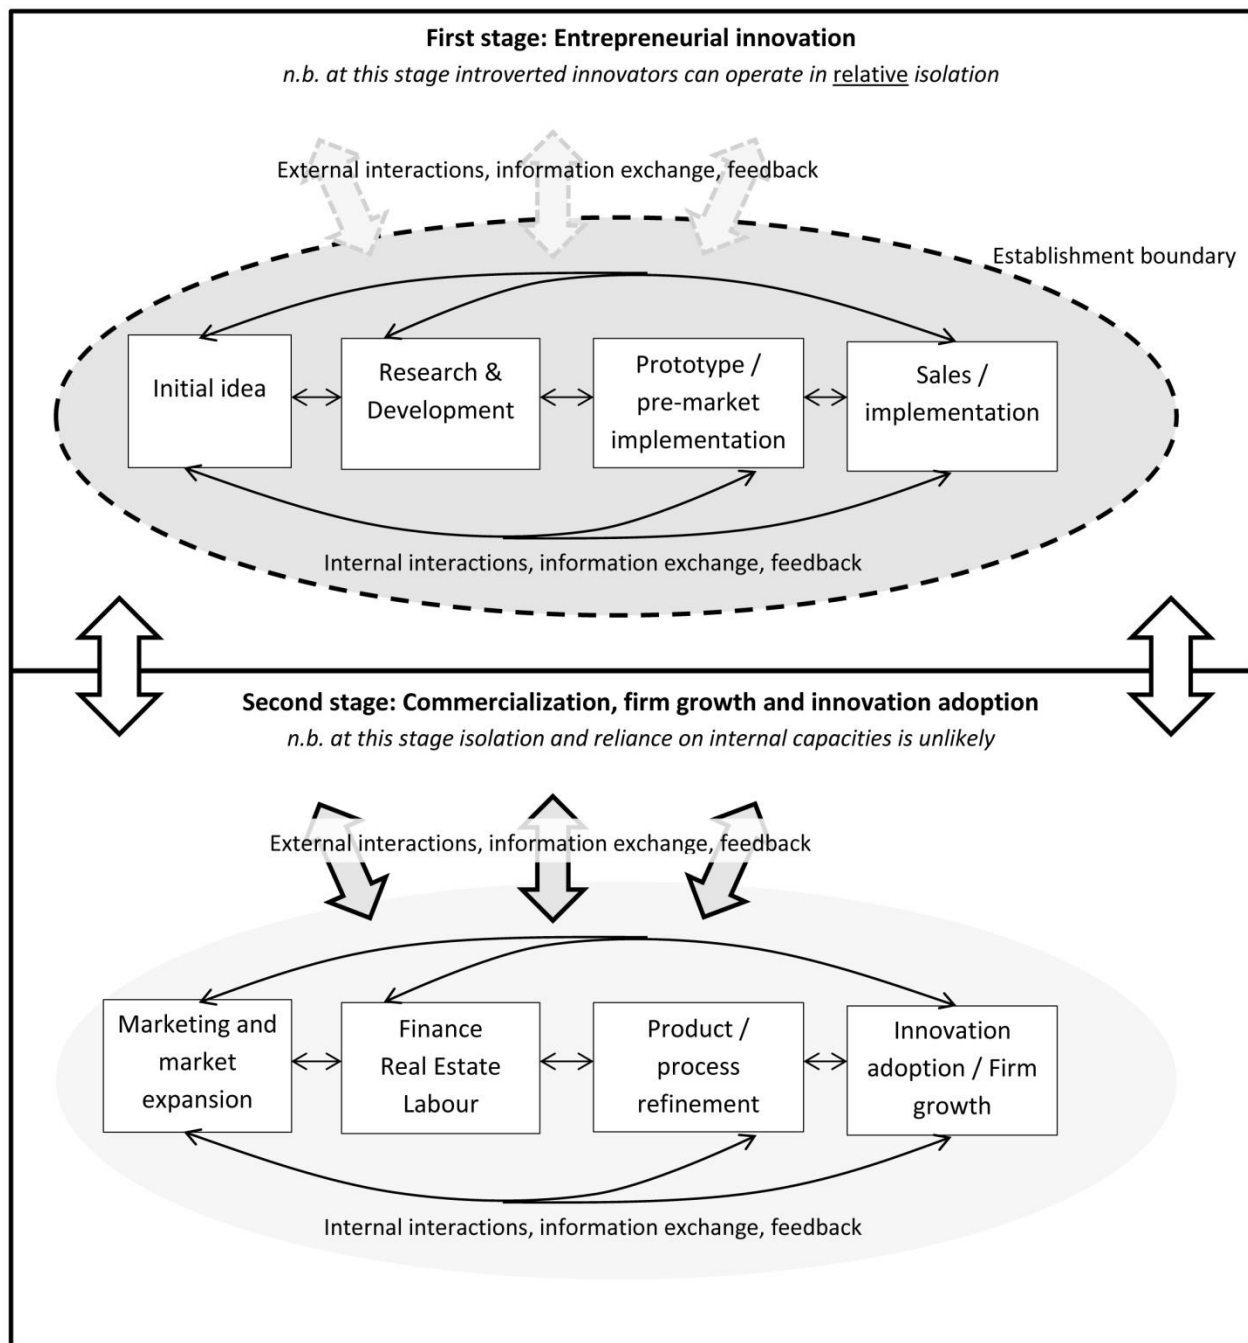 First stage: Entrepreneurial innovation
n.b. at this stage introverted innovators can operate in relative isolation
External interactions, information exchange, feedback
Establishment boundary
Initial idea
Research &
Development
Prototype /
pre-market
implementation
Sales /
implementation
Internal interactions, information exchange, feedback
Second stage: Commercialization, firm growth and innovation adoption
n.b. at this stage isolation and reliance on internal capacities is unlikely
External interactions, information exchange, feedback
Marketing and
market
expansion
Finance
Real Estate
Labour
Product /
process
refinement
Innovation
adoption / Firm
growth
Internal interactions, information exchange, feedback